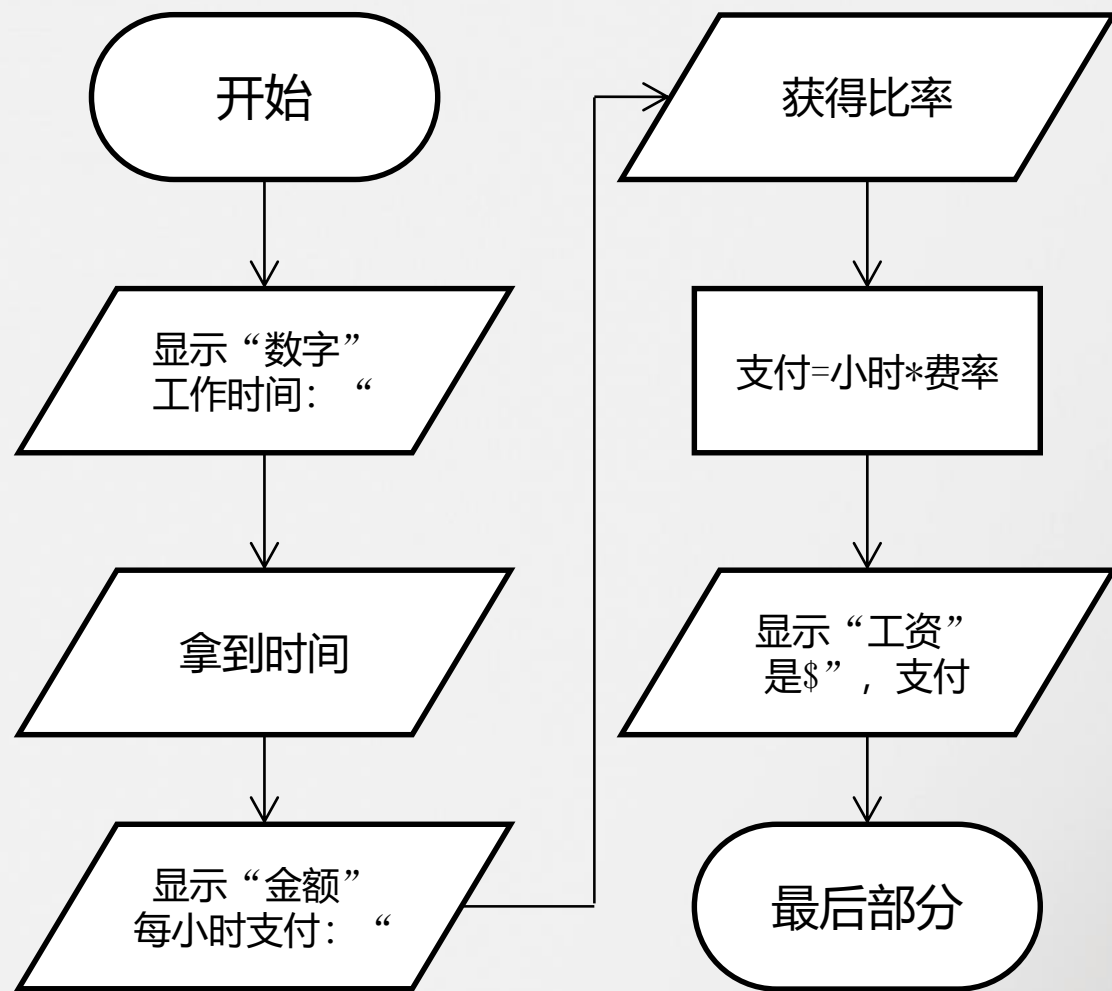 开始
显示“数字”
工作时间：“
拿到时间
显示“金额”
每小时支付：“
获得比率
支付=小时*费率
显示“工资”
是$”，支付
最后部分